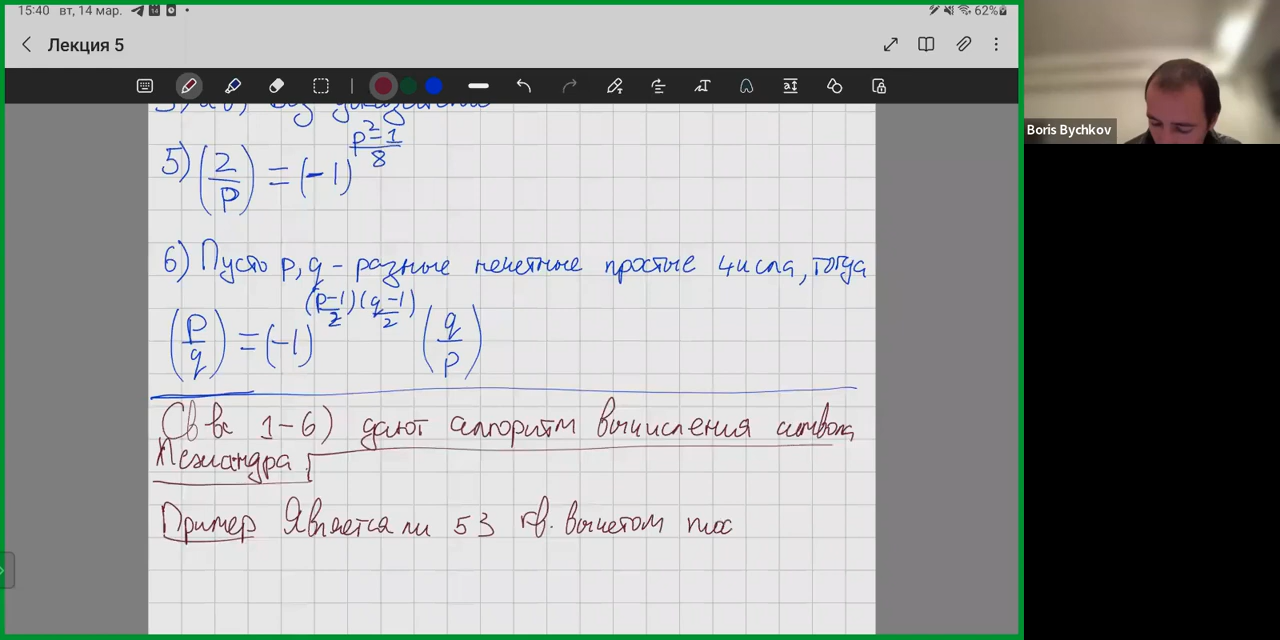 15:40 вт, 14 мар.
62%
Лекция 5
Boris Bychkov
5) (2/p) = (-1)^((p²-1)/8)
6) Пусть p, q - разные нечетные простые числа, тогда
(p/q) = (-1)^(((p-1)/2)((q-1)/2)) (q/p)
Св-ва 1-6) дают алгоритм вычисления символа
Лежандра.
Пример Является ли 53 кв. вычетом по